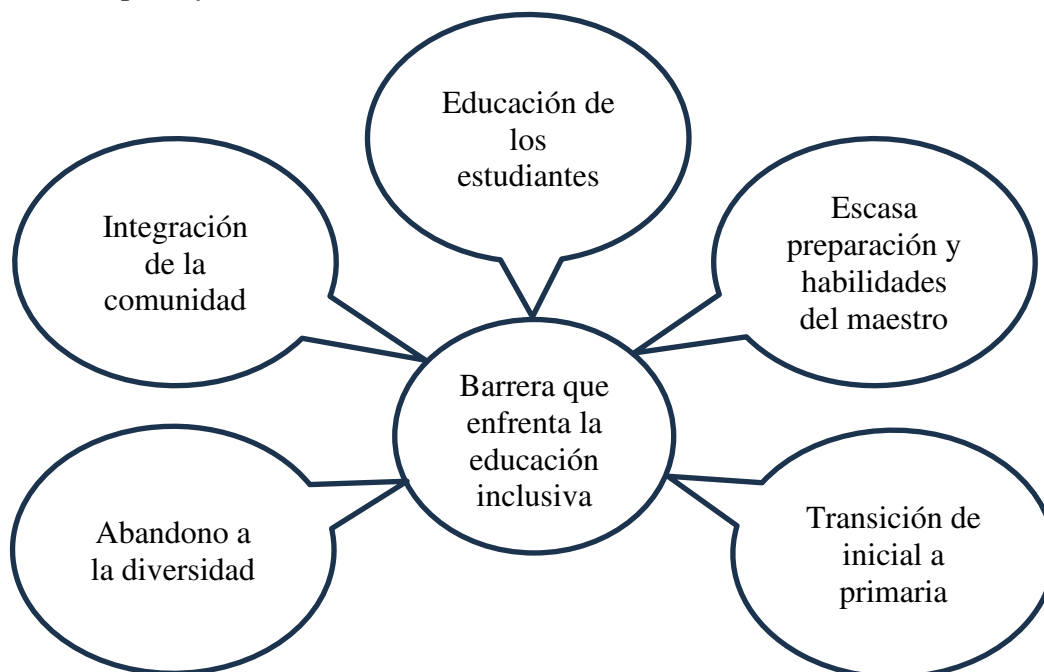 Educación de
los
estudiantes
Integración
de la
comunidad
Escasa
preparación y
habilidades
del maestro
Barrera que
enfrenta la
educación
inclusiva
Abandono a
la diversidad
Transición de
inicial a
primaria